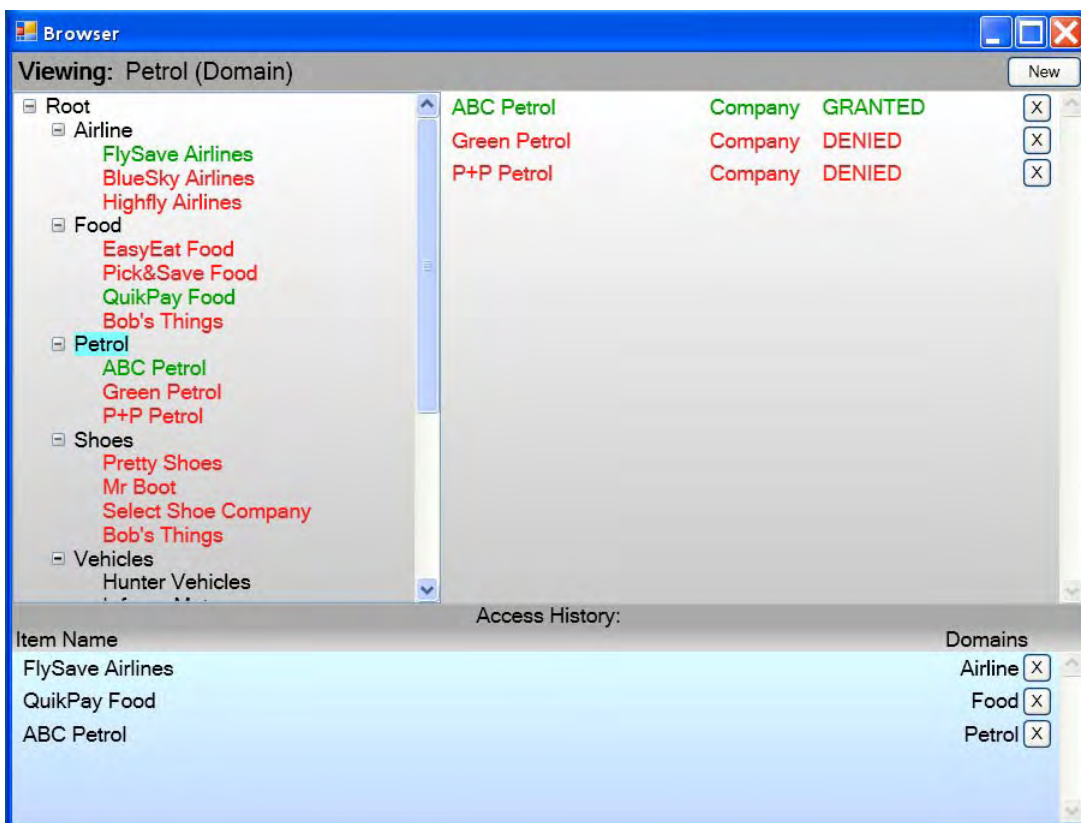 Browser
Viewing: Petrol (Domain)
New
Root
Airline
FlySave Airlines
BlueSky Airlines
Highfly Airlines
Food
EasyEat Food
Pick&Save Food
QuikPay Food
Bob's Things
Petrol
ABC Petrol
Green Petrol
P+P Petrol
Shoes
Pretty Shoes
Mr Boot
Select Shoe Company
Bob's Things
Vehicles
Hunter Vehicles
ABC Petrol Company GRANTED X
Green Petrol Company DENIED X
P+P Petrol Company DENIED X
Access History:
Item Name Domains
FlySave Airlines Airline X
QuikPay Food Food X
ABC Petrol Petrol X